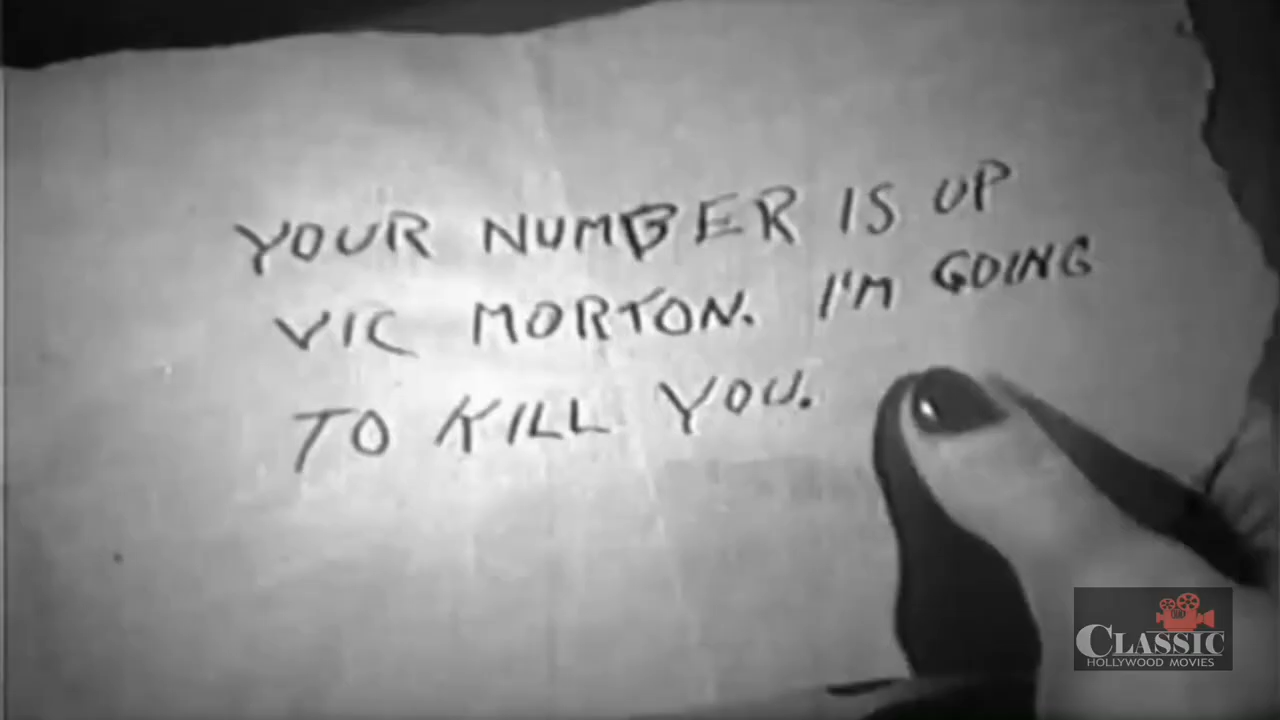 YOUR NUMBER IS UP
VIC MORTON. I'M GOING
TO KILL YOU.
CLASSIC
HOLLYWOOD MOVIES